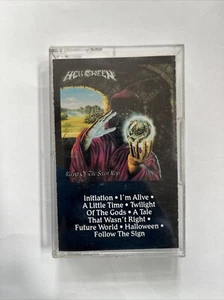 HELLOWEEN
Keeper Of The Seven Keys
Initiation • I'm Alive •
A Little Time • Twilight
Of The Gods • A Tale
That Wasn't Right •
Future World • Halloween •
Follow The Sign